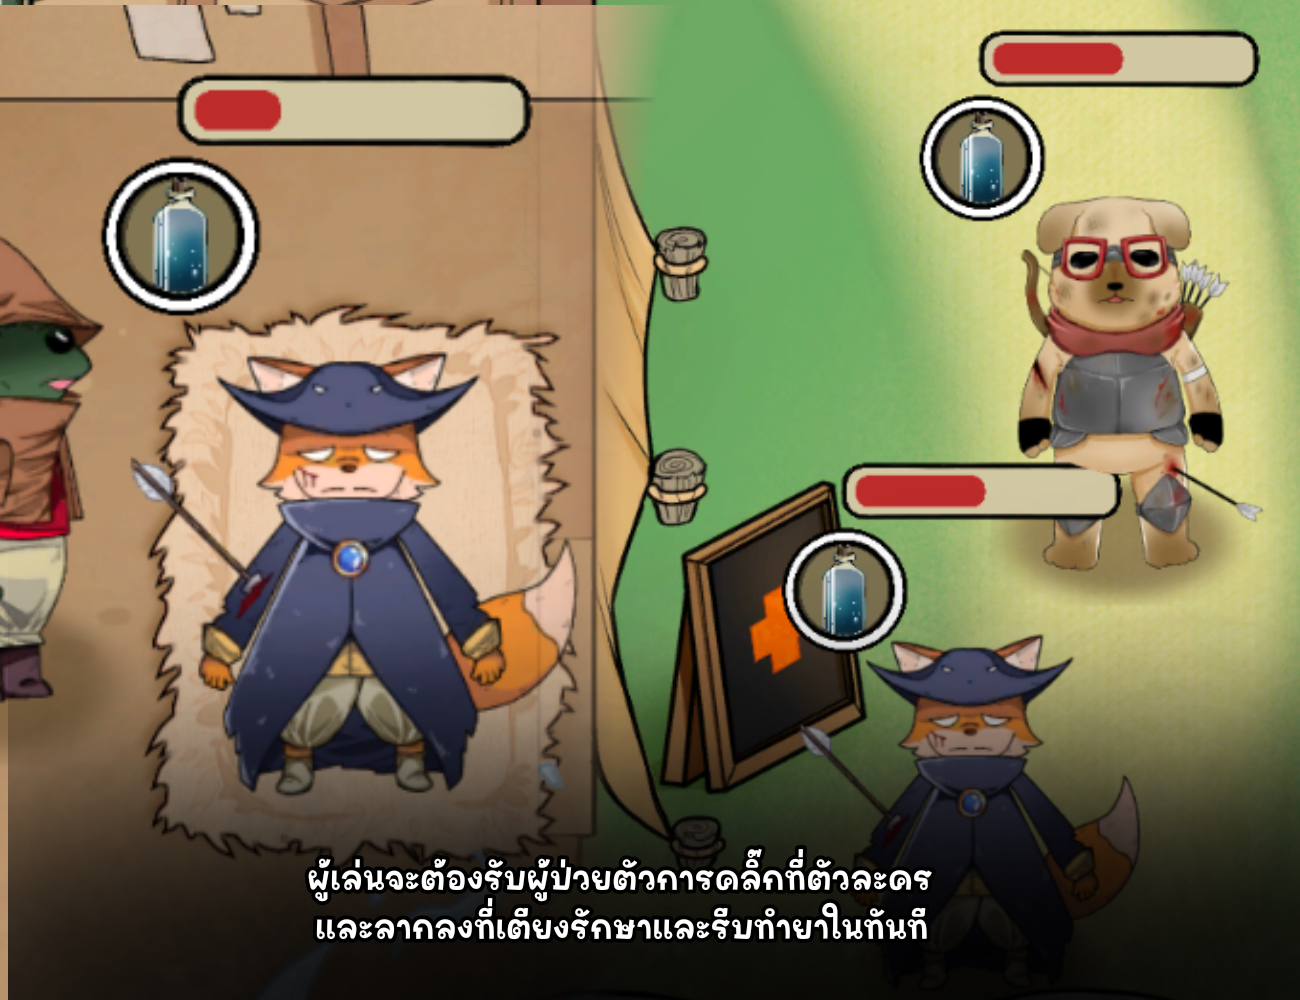 ผู้เล่นจะต้องรับผู้ป่วยตัวการคลิ๊กที่ตัวละคร
และลากลงที่เตียงรักษาและรีบทำยาในทันที